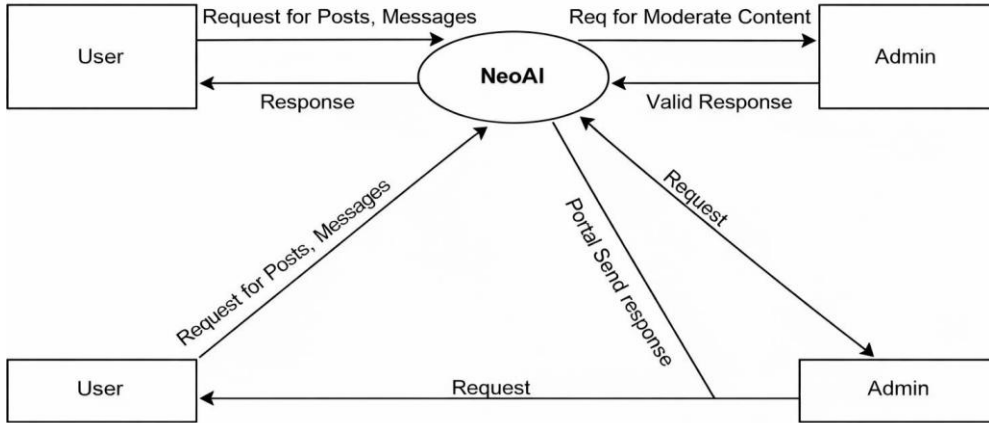 Request for Posts, Messages
Req for Moderate Content
User
NeoAI
Admin
Response
Valid Response
Request for Posts, Messages
Portal Send response
Request
User
Request
Admin